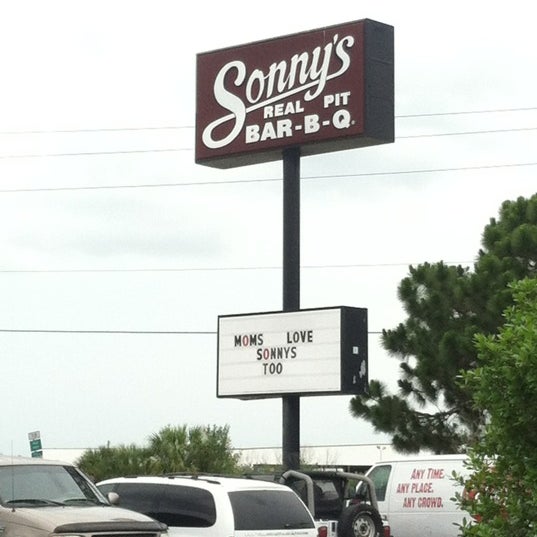 Sonny's
REAL PIT
BAR-B-Q®
MOMS LOVE
SONNYS
TOO
ANY TIME.
ANY PLACE.
ANY CROWD.